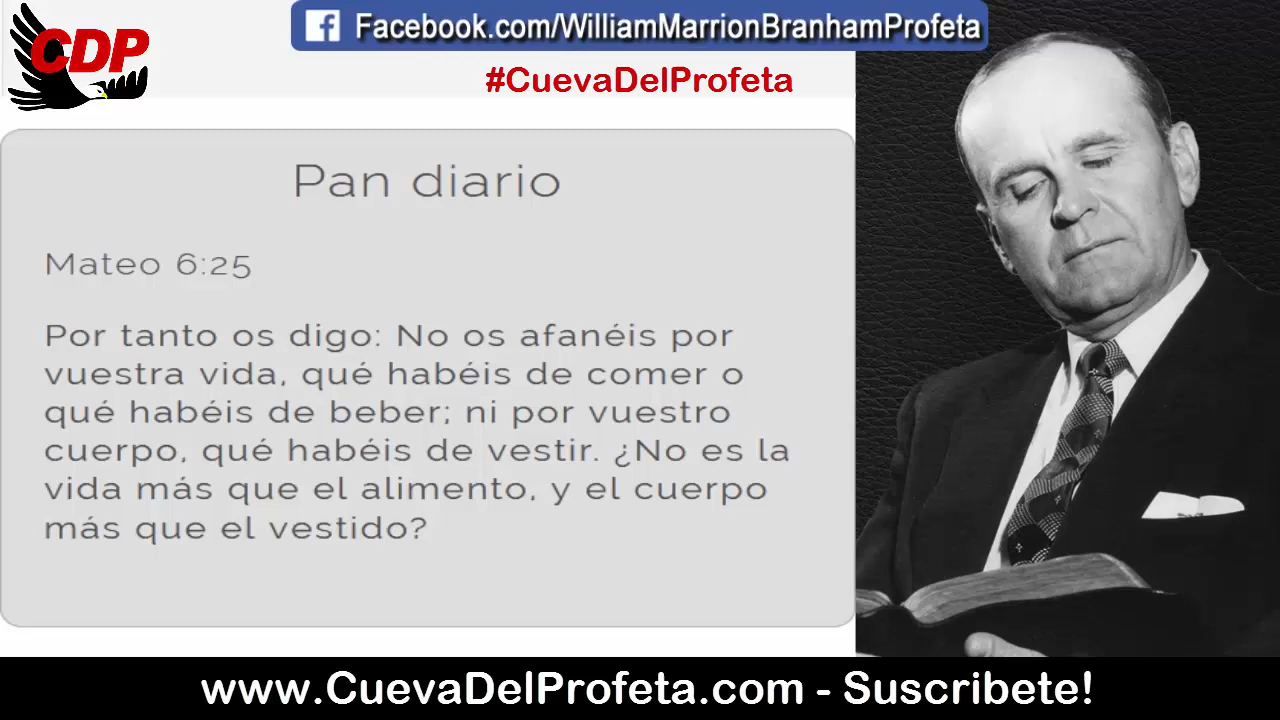 CDP
Facebook.com/WilliamMarrionBranhamProfeta
#CuevaDelProfeta
Pan diario
Mateo 6:25
Por tanto os digo: No os afanéis por
vuestra vida, qué habéis de comer o
qué habéis de beber; ni por vuestro
cuerpo, qué habéis de vestir. ¿No es la
vida más que el alimento, y el cuerpo
más que el vestido?
www.CuevaDelProfeta.com - Suscribete!